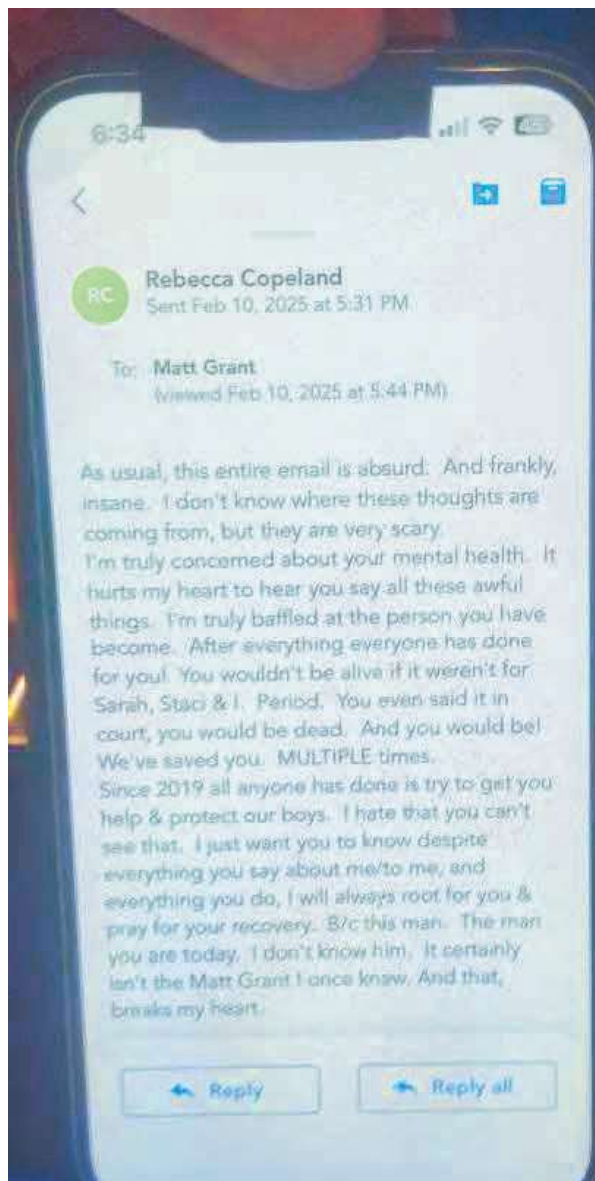 6:34
RC
Rebecca Copeland
Sent Feb 10, 2025 at 5:31 PM
To: Matt Grant
(viewed Feb 10, 2025 at 5:44 PM)
As usual, this entire email is absurd. And frankly,
insane. I don't know where these thoughts are
coming from, but they are very scary.
I'm truly concerned about your mental health. It
hurts my heart to hear you say all these awful
things. I'm truly baffled at the person you have
become. After everything everyone has done
for you! You wouldn't be alive if it weren't for
Sarah, Staci & I. Period. You even said it in
court, you would be dead. And you would be!
We've saved you. MULTIPLE times.
Since 2019 all anyone has done is try to get you
help & protect our boys. I hate that you can't
see that. I just want you to know despite
everything you say about me/to me, and
everything you do, I will always root for you &
pray for your recovery. B/c this man. The man
you are today. I don't know him. It certainly
isn't the Matt Grant I once knew. And that,
breaks my heart.
Reply
Reply all